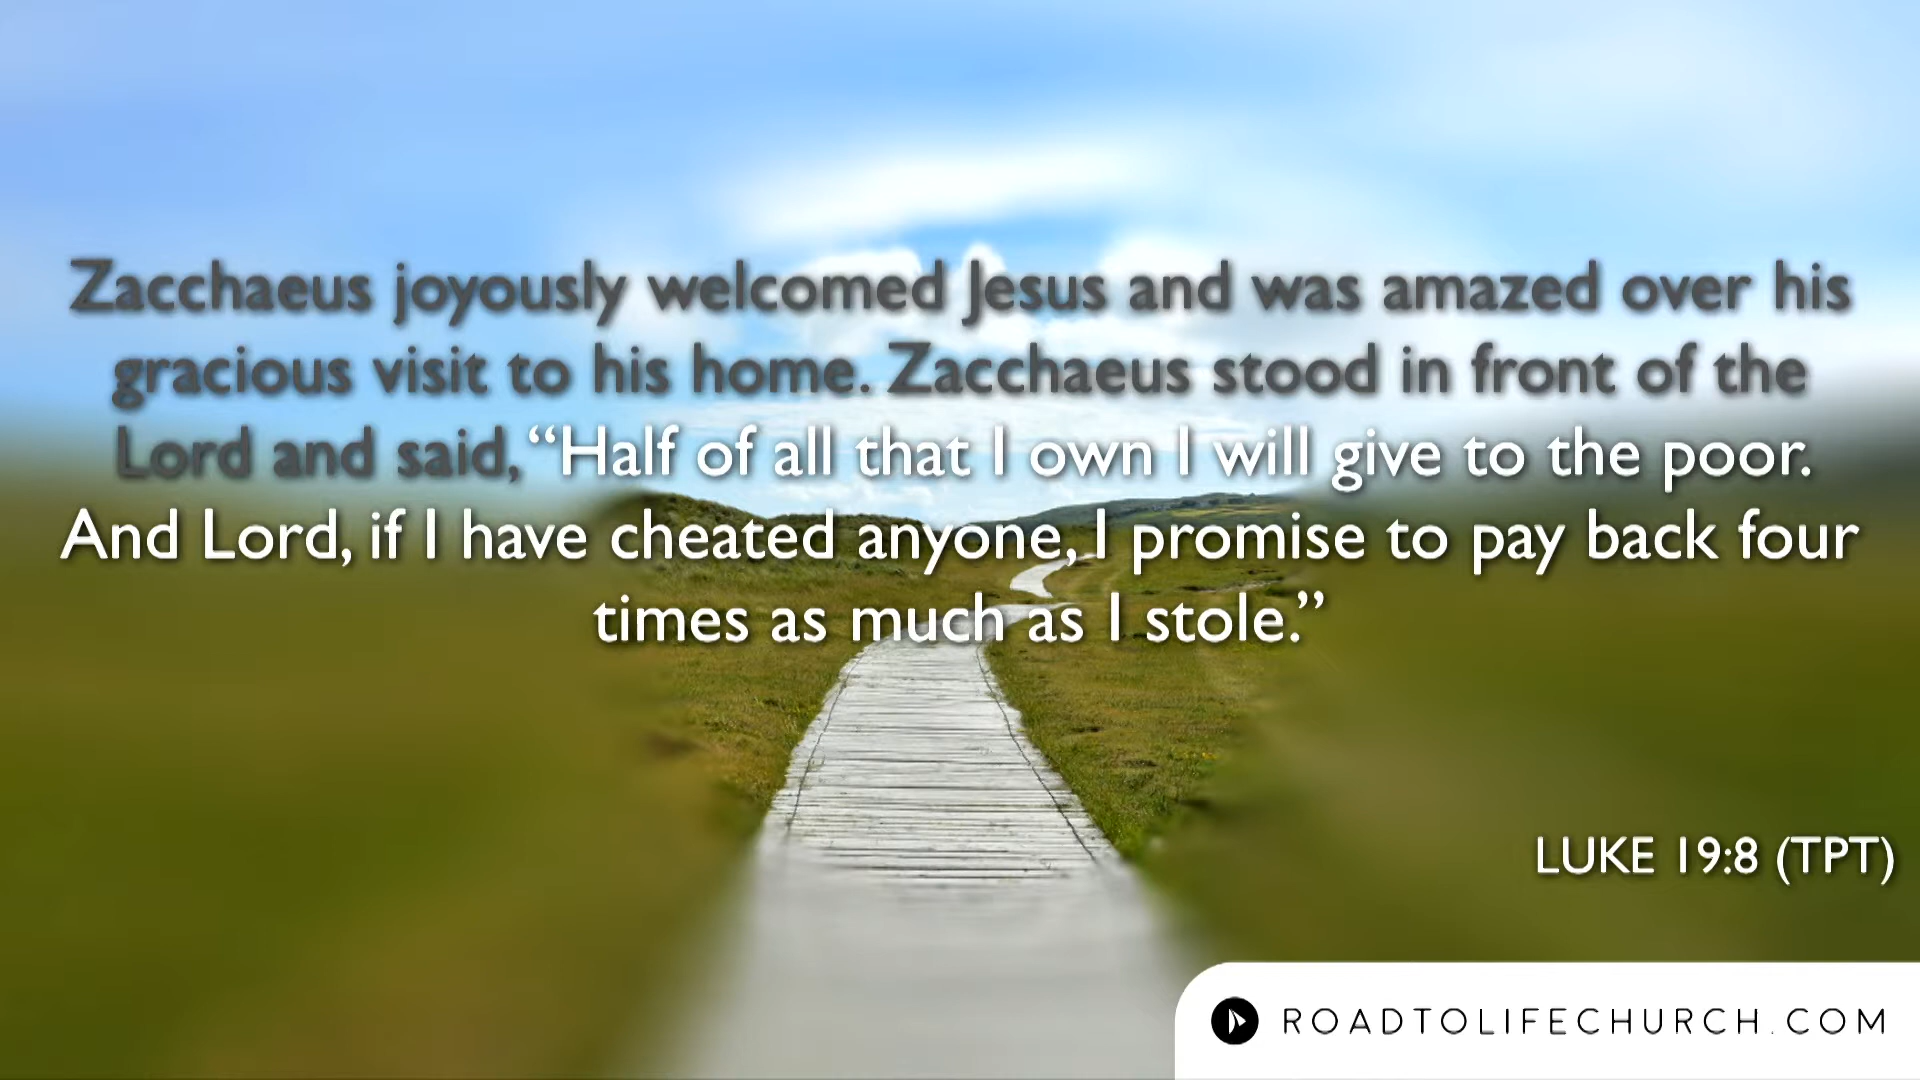 Zacchaeus joyously welcomed Jesus and was amazed over his
gracious visit to his home. Zacchaeus stood in front of the
Lord and said, “Half of all that I own I will give to the poor.
And Lord, if I have cheated anyone, I promise to pay back four
times as much as I stole.”
LUKE 19:8 (TPT)
ROADTOLIFECHURCH.COM